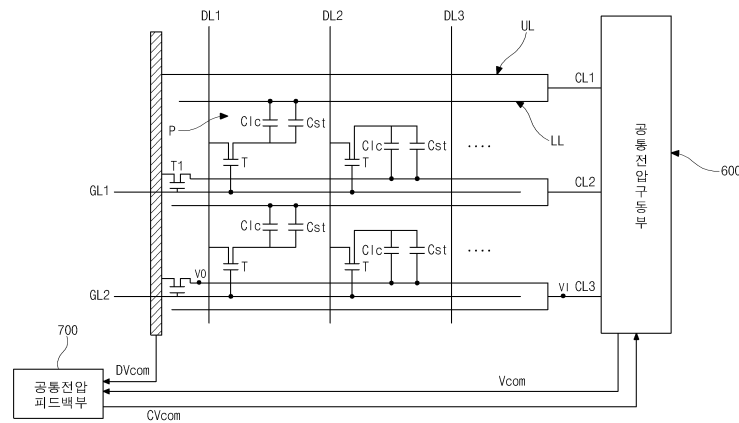 DL1 DL2 DL3
UL
CL1
Clc Cst Clc Cst
P
LL
T T ....
T1
GL1
CL2
공통전압구동부
600
Clc Cst Clc Cst
T T ....
V0
GL2
VI CL3
700
DVcom
공통전압
피드백부
Vcom
CVcom